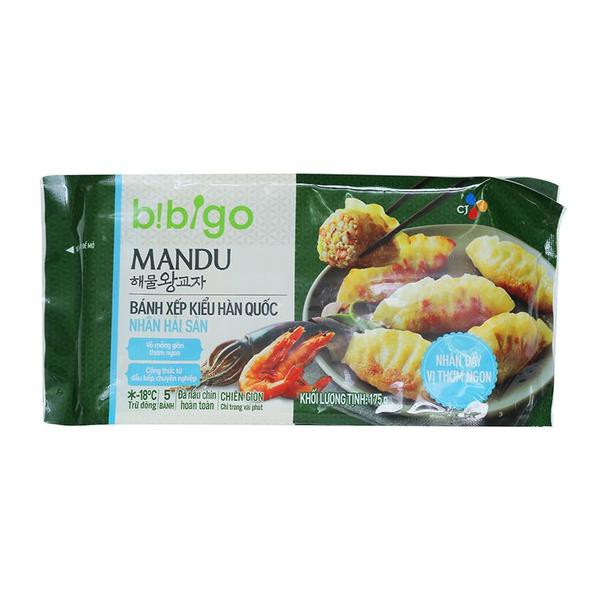 b!b!go
CJ
MANDU
해물왕교자
BÁNH XẾP KIỂU HÀN QUỐC
NHÂN HẢI SẢN
Vỏ mỏng giòn
thơm ngon
Công thức từ
đầu bếp chuyên nghiệp
-18°C
Trữ đông
5
BÁNH
Đã nấu chín
hoàn toàn
CHIÊN GIÒN
Chỉ trong vài phút
NHÂN ĐẦY
VỊ THƠM NGON
KHỐI LƯỢNG TỊNH: 175g